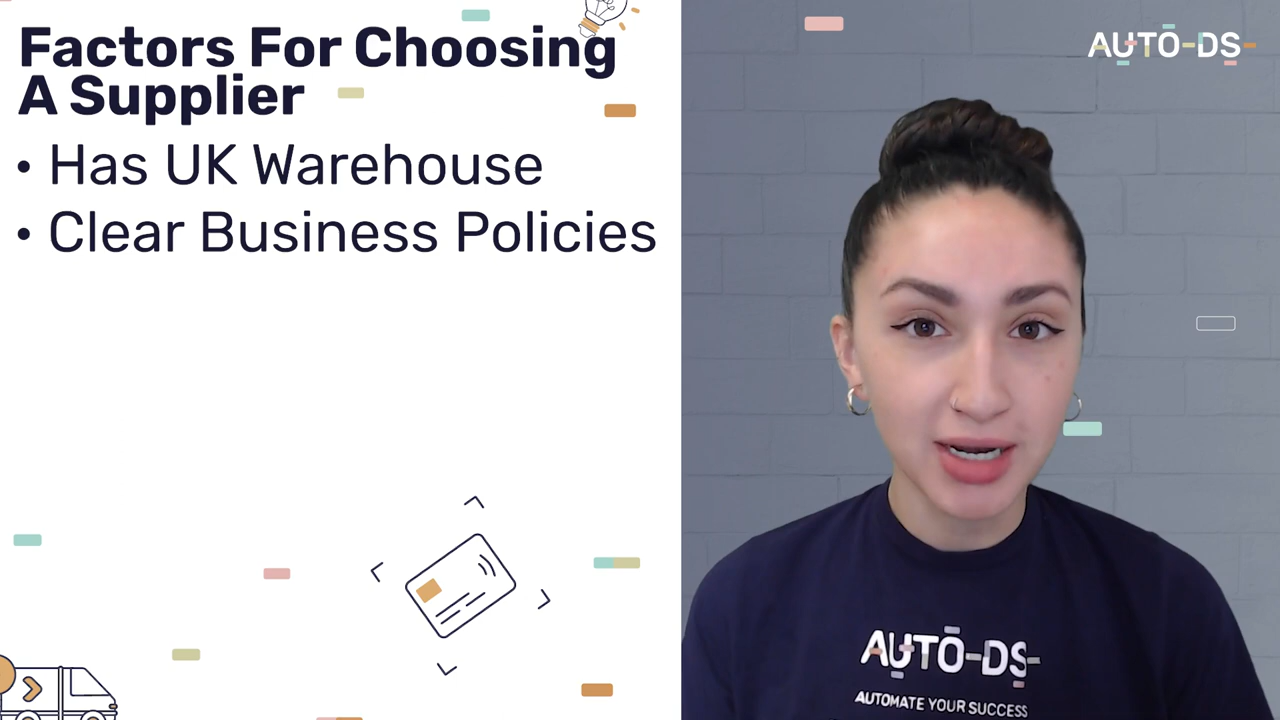 Factors For Choosing
A Supplier
• Has UK Warehouse
• Clear Business Policies
AUTO-DS
AUTO-DS
AUTOMATE YOUR SUCCESS